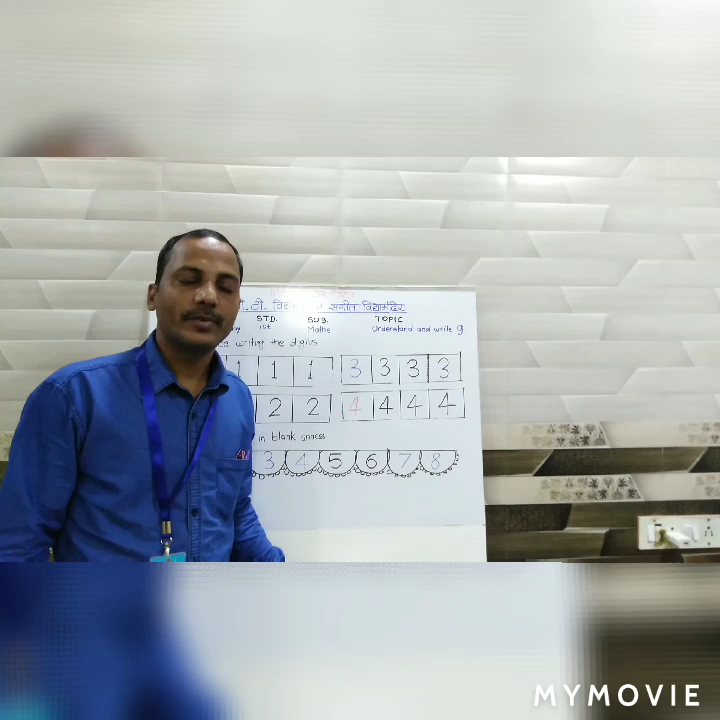 संगीत विद्यामंदिर
STD. SUB. TOPIC
1st Maths Understand and write 9
writing the digits
1 1 1 3 3 3 3
2 2 4 4 4 4
in blank spaces
3 4 5 6 7 8
MYMOVIE